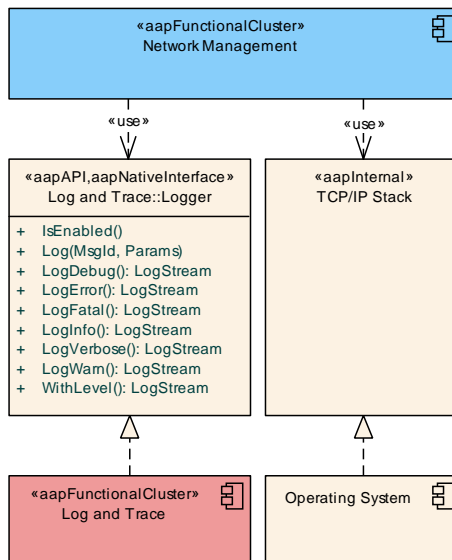 «aapFunctionalCluster»
Network Management
«use»
«use»
«aapAPI,aapNativeInterface»
Log and Trace::Logger
+ IsEnabled()
+ Log(MsgId, Params)
+ LogDebug(): LogStream
+ LogError(): LogStream
+ LogFatal(): LogStream
+ LogInfo(): LogStream
+ LogVerbose(): LogStream
+ LogWarn(): LogStream
+ WithLevel(): LogStream
«aapInternal»
TCP/IP Stack
«aapFunctionalCluster»
Log and Trace
Operating System